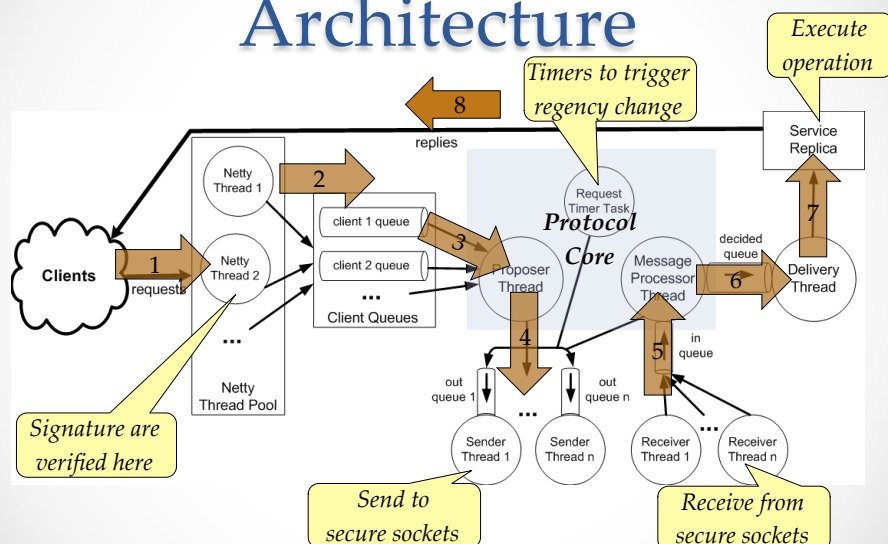 Architecture
Execute
operation
Timers to trigger
regency change
8
replies
Service
Replica
Netty
Thread 1
2
Request
Timer Task
7
client 1 queue
3
Protocol
Core
decided
queue
Clients
1
requests
Netty
Thread 2
client 2 queue
Proposer
Thread
Message
Processor
Thread
6
Delivery
Thread
...
Client Queues
...
4
5
in
queue
Netty
Thread Pool
out
queue 1
...
out
queue n
...
Signature are
verified here
Sender
Thread 1
Sender
Thread n
Receiver
Thread 1
Receiver
Thread n
Send to
secure sockets
Receive from
secure sockets